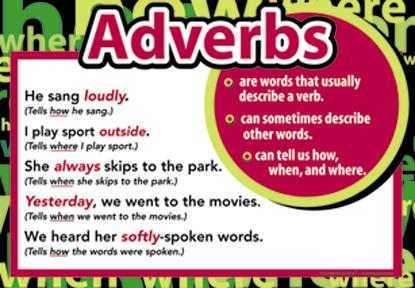 Adverbs
are words that usually
describe a verb.
can sometimes describe
other words.
can tell us how,
when, and where.
He sang loudly.
(Tells how he sang.)
I play sport outside.
(Tells where I play sport.)
She always skips to the park.
(Tells when she skips to the park.)
Yesterday, we went to the movies.
(Tells when we went to the movies.)
We heard her softly-spoken words.
(Tells how the words were spoken.)